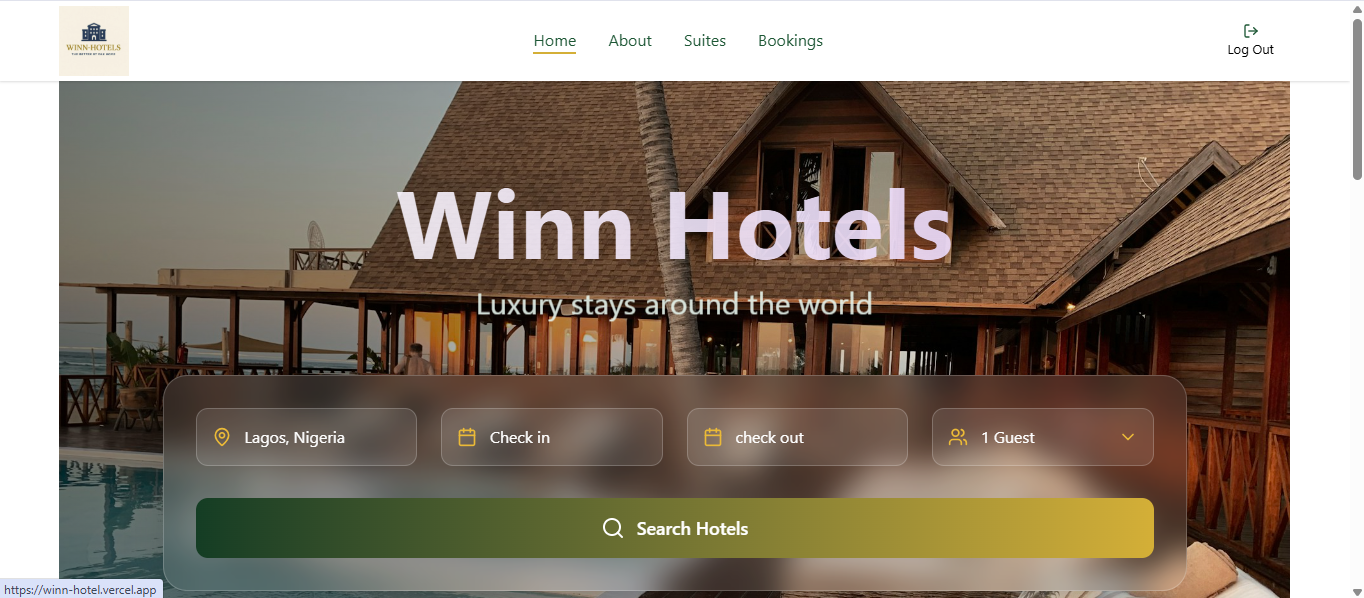 WINN-HOTELS
Home
About
Suites
Bookings
Log Out
Winn Hotels
Luxury stays around the world
Lagos, Nigeria
Check in
check out
1 Guest
Search Hotels
https://winn-hotel.vercel.app